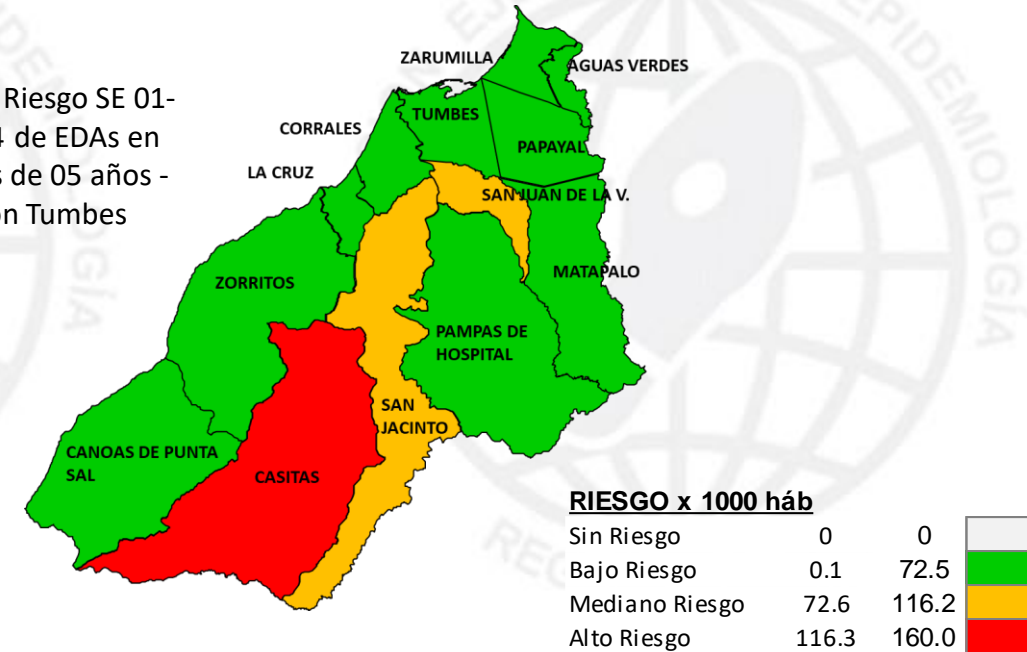 Riesgo SE 01-
4 de EDAs en
s de 05 años -
ón Tumbes
ZARUMILLA
AGUAS VERDES
TUMBES
CORRALES
PAPAYAL
LA CRUZ
SAN JUAN DE LA V.
MATAPALO
ZORRITOS
PAMPAS DE
HOSPITAL
SAN
JACINTO
CANOAS DE PUNTA
SAL
CASITAS
RIESGO x 1000 háb
Sin Riesgo 0 0
Bajo Riesgo 0.1 72.5
Mediano Riesgo 72.6 116.2
Alto Riesgo 116.3 160.0